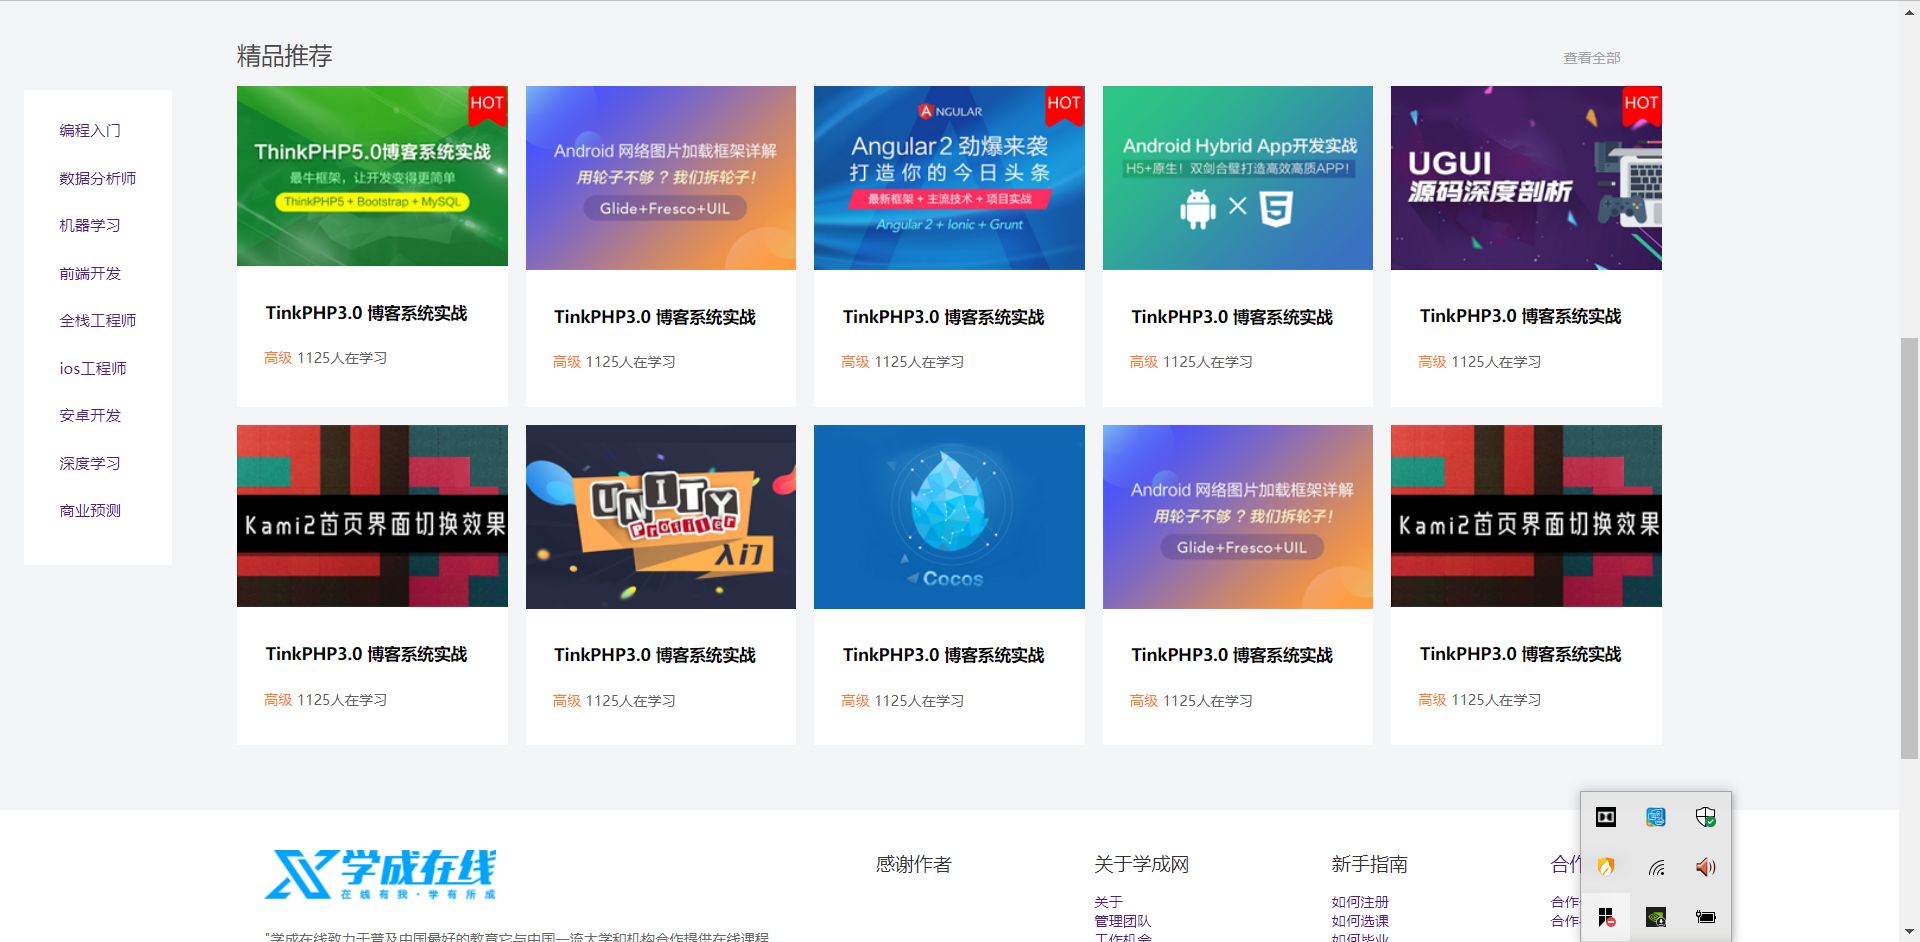 精品推荐
查看全部
编程入门
数据分析师
机器学习
前端开发
全栈工程师
ios工程师
安卓开发
深度学习
商业预测
HOT
ThinkPHP5.0博客系统实战
最牛框架，让开发变得更简单
ThinkPHP5 + Bootstrap + MySQL
TinkPHP3.0 博客系统实战
高级 1125人在学习
Android 网络图片加载框架详解
用轮子不够？我们拆轮子！
Glide+Fresco+UIL
TinkPHP3.0 博客系统实战
高级 1125人在学习
HOT
ANGULAR
Angular 2 劲爆来袭
打造你的今日头条
最新框架 + 主流技术 + 项目实战
Angular 2 + Ionic + Grunt
TinkPHP3.0 博客系统实战
高级 1125人在学习
Android Hybrid App开发实战
H5+原生！双剑合璧打造高效高质APP！
TinkPHP3.0 博客系统实战
高级 1125人在学习
HOT
UGUI
源码深度剖析
TinkPHP3.0 博客系统实战
高级 1125人在学习
Kami2首页界面切换效果
TinkPHP3.0 博客系统实战
高级 1125人在学习
UNITY
Profiler
入门
TinkPHP3.0 博客系统实战
高级 1125人在学习
Cocos
TinkPHP3.0 博客系统实战
高级 1125人在学习
Android 网络图片加载框架详解
用轮子不够？我们拆轮子！
Glide+Fresco+UIL
TinkPHP3.0 博客系统实战
高级 1125人在学习
Kami2首页界面切换效果
TinkPHP3.0 博客系统实战
高级 1125人在学习
学成在线
在线有我·学有所成
"学成在线致力于普及中国最好的教育它与中国一流大学和机构合作提供在线课程
感谢作者
关于学成网
关于
管理团队
工作机会
新手指南
如何注册
如何选课
如何毕业
合作
合作
合作